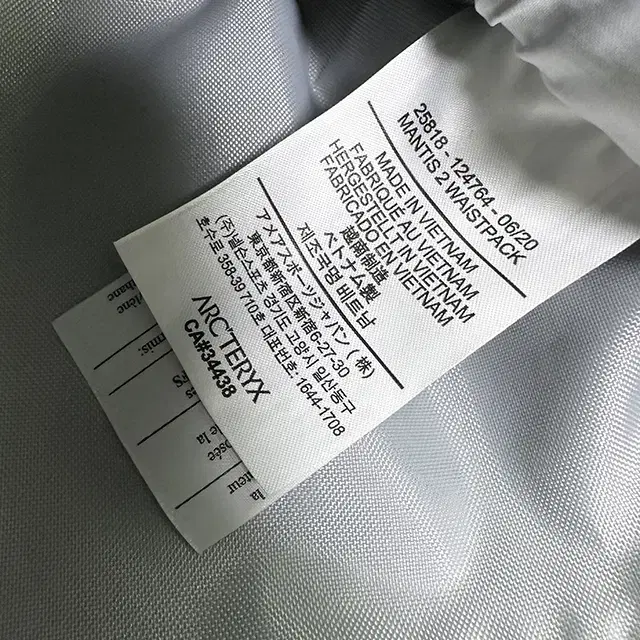 25818 - 124764 - 06/20
MANTIS 2 WAISTPACK
MADE IN VIETNAM
FABRIQUÉ AU VIETNAM
HERGESTELLT IN VIETNAM
FABRICADO EN VIETNAM
越南制造
ベトナム製
제조국명 베트남
アメアスポーツジャパン (株)
東京都新宿区新宿6-27-30
(주)넬슨스포츠 경기도 고양시 일산동구
호수로 358-39 710호 대표번호: 1644-1708
ARC'TERYX
CA#34438